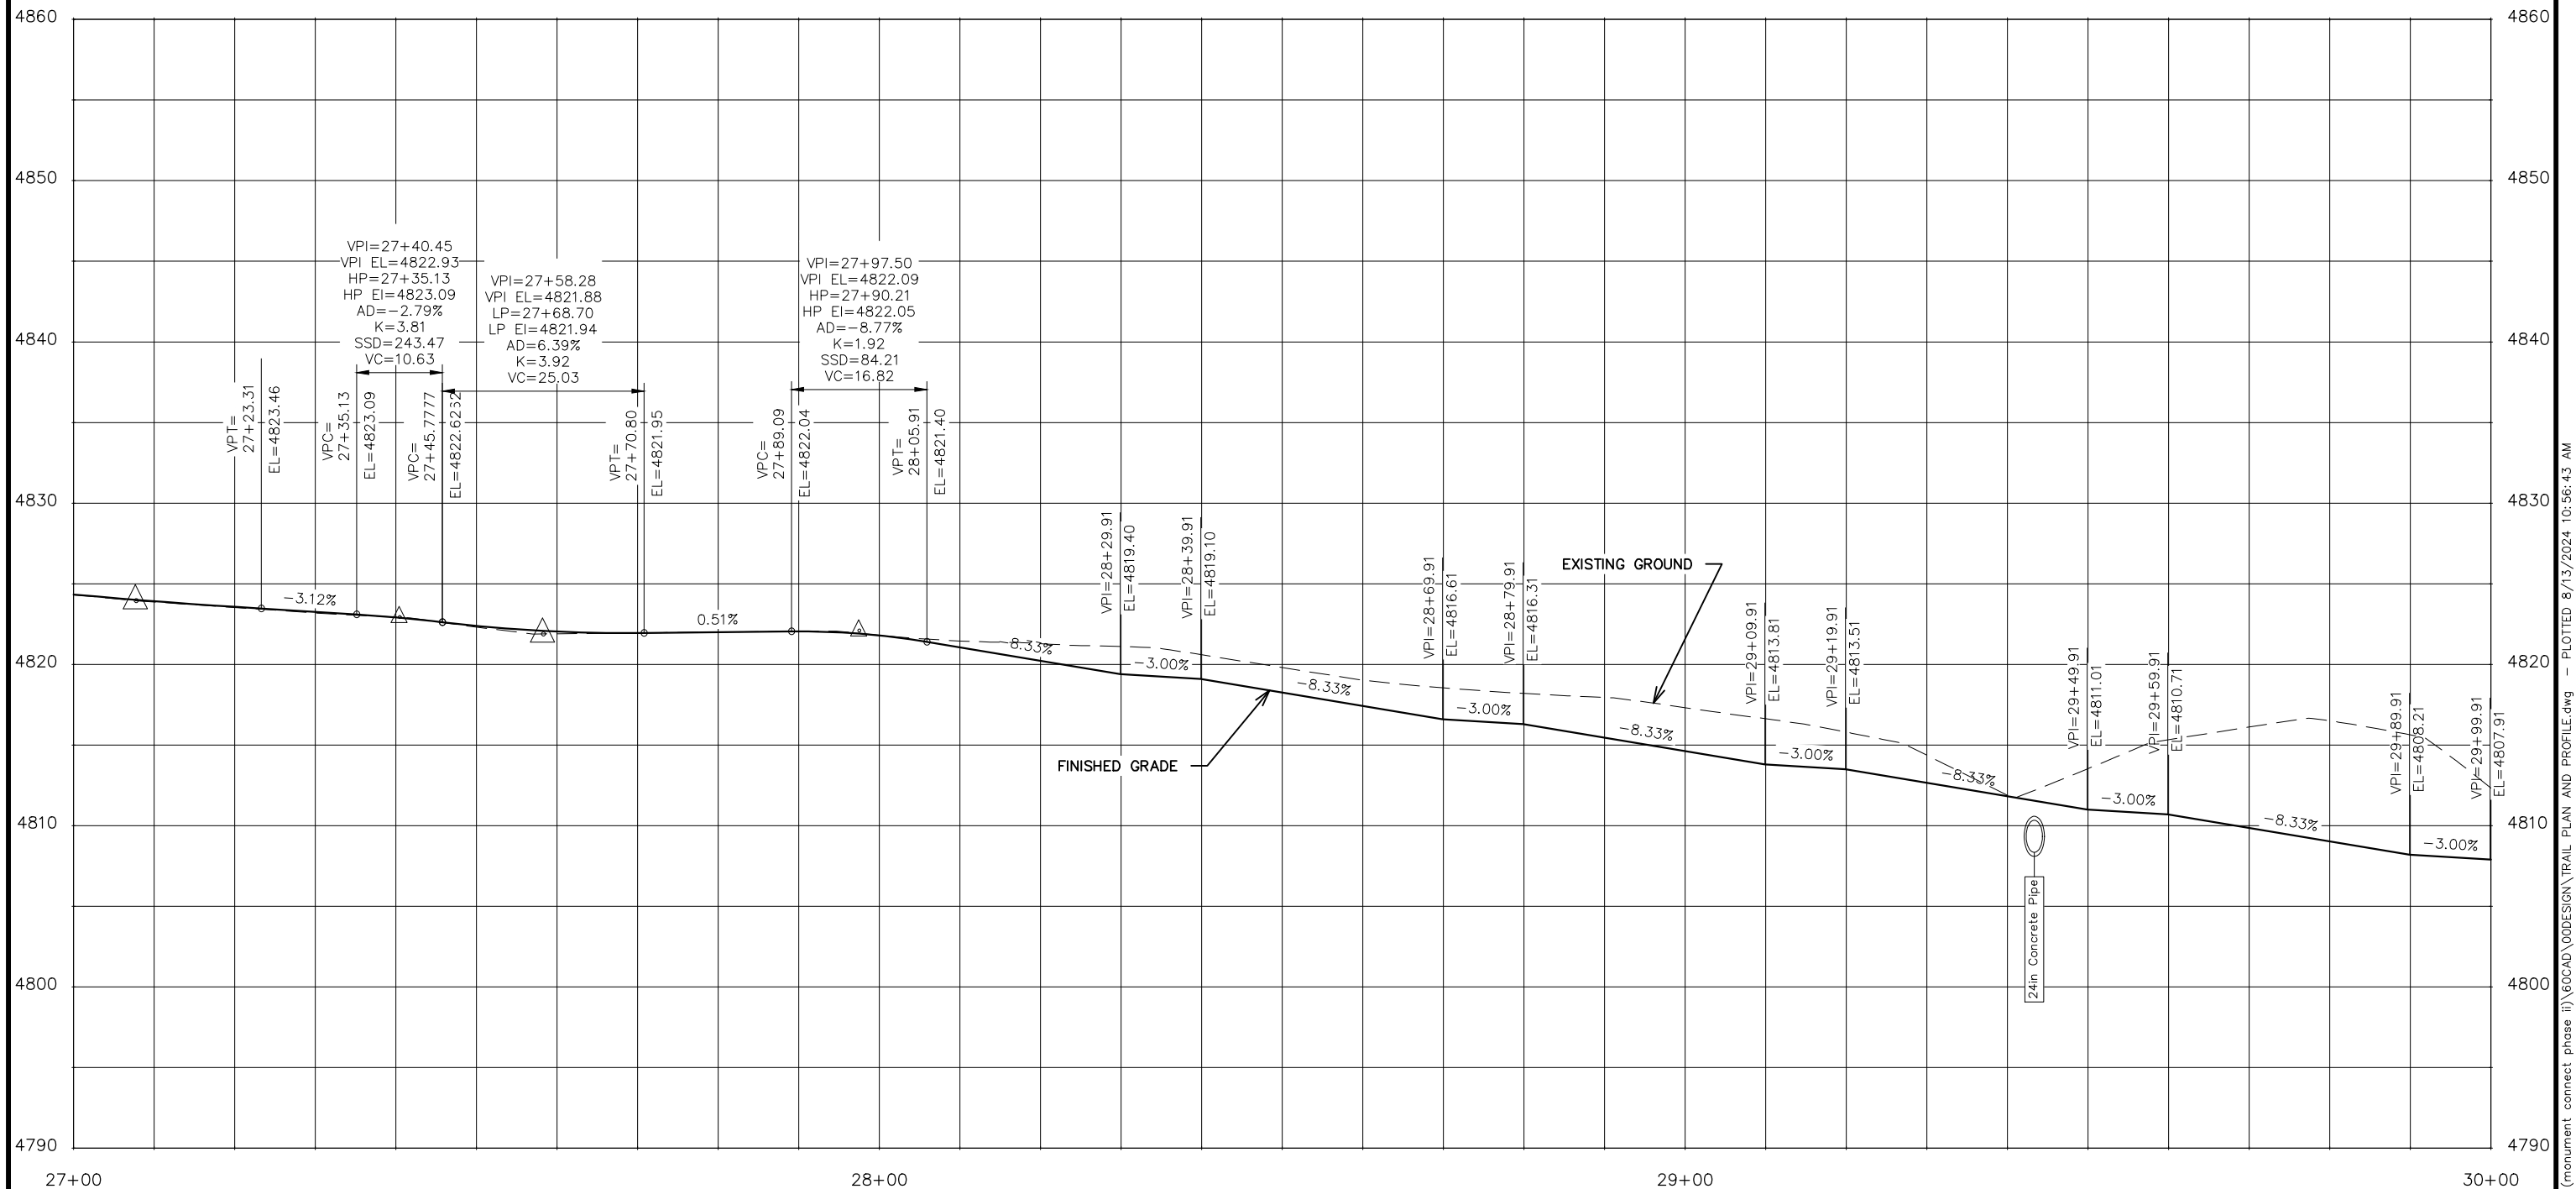 4860
4860
4850
4850
4840
4840
4830
4830
4820
4820
4810
4810
4800
4800
4790
4790
VPI=27+40.45
VPI EL=4822.93
HP=27+35.13
HP El=4823.09
AD=-2.79%
K=3.81
SSD=243.47
VC=10.63
VPI=27+58.28
VPI EL=4821.88
LP=27+68.70
LP El=4821.94
AD=6.39%
K=3.92
VC=25.03
VPI=27+97.50
VPI EL=4822.09
HP=27+90.21
HP El=4822.05
AD=-8.77%
K=1.92
SSD=84.21
VC=16.82
VPT=
27+23.31
EL=4823.46
VPC=
27+35.13
EL=4823.09
VPC=
27+45.7777
VPT=
27+70.80
EL=4821.95
VPC=
27+89.09
EL=4822.04
VPT=
28+05.91
EL=4821.40
VPI=28+29.91
EL=4819.40
VPI=28+39.91
EL=4819.10
VPI=28+69.91
EL=4816.61
VPI=28+79.91
EL=4816.31
VPI=29+09.91
EL=4813.81
VPI=29+19.91
EL=4813.51
VPI=29+49.91
EL=4811.01
VPI=29+59.91
EL=4810.71
VPI=29+89.91
EL=4808.21
VPI=29+99.91
EL=4807.91
EXISTING GROUND
FINISHED GRADE
-3.12%
0.51%
-8.33%
-3.00%
-8.33%
-3.00%
-8.33%
-3.00%
-8.33%
-3.00%
-8.33%
-3.00%
24in Concrete Pipe
27+00
28+00
29+00
30+00
(monument connect phase ii)\60CAD\00DESIGN\TRAIL PLAN AND PROFILE.dwg - PLOTTED 8/13/2024 10:56:43 AM